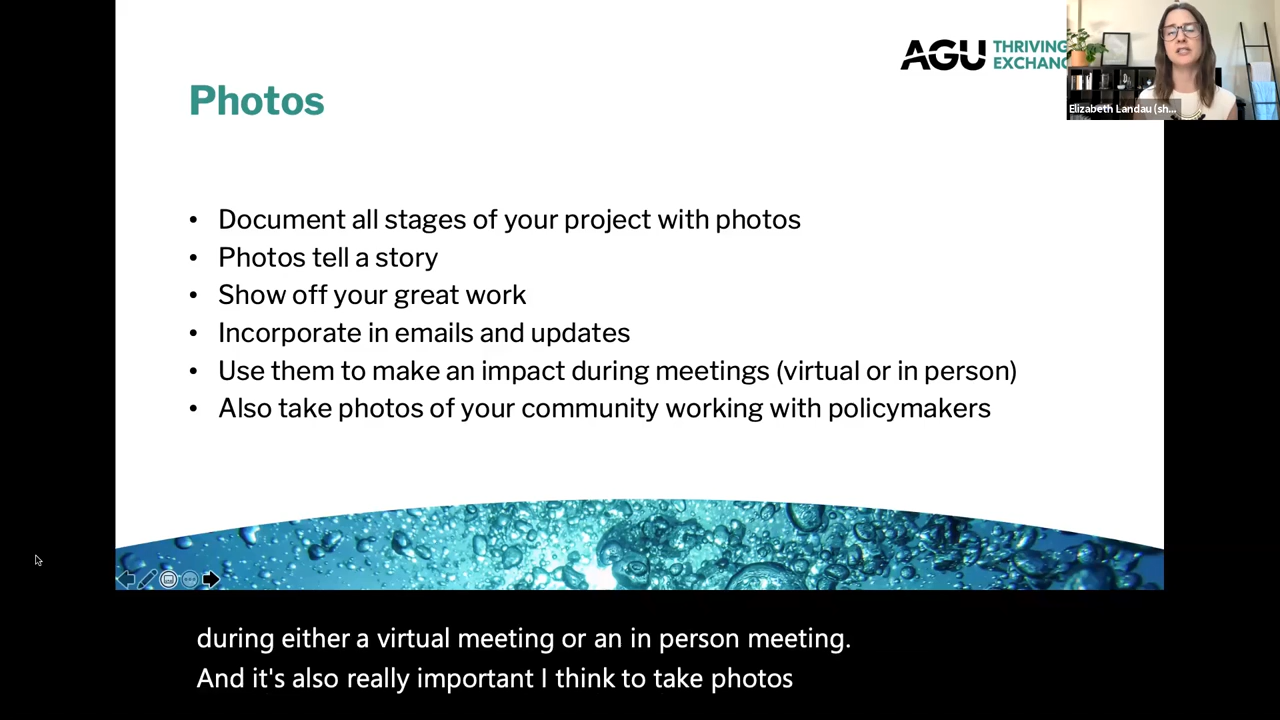 AGU THRIVING EXCHANG
Elizabeth Landau (sh...
Photos
• Document all stages of your project with photos
• Photos tell a story
• Show off your great work
• Incorporate in emails and updates
• Use them to make an impact during meetings (virtual or in person)
• Also take photos of your community working with policymakers
during either a virtual meeting or an in person meeting.
And it's also really important I think to take photos